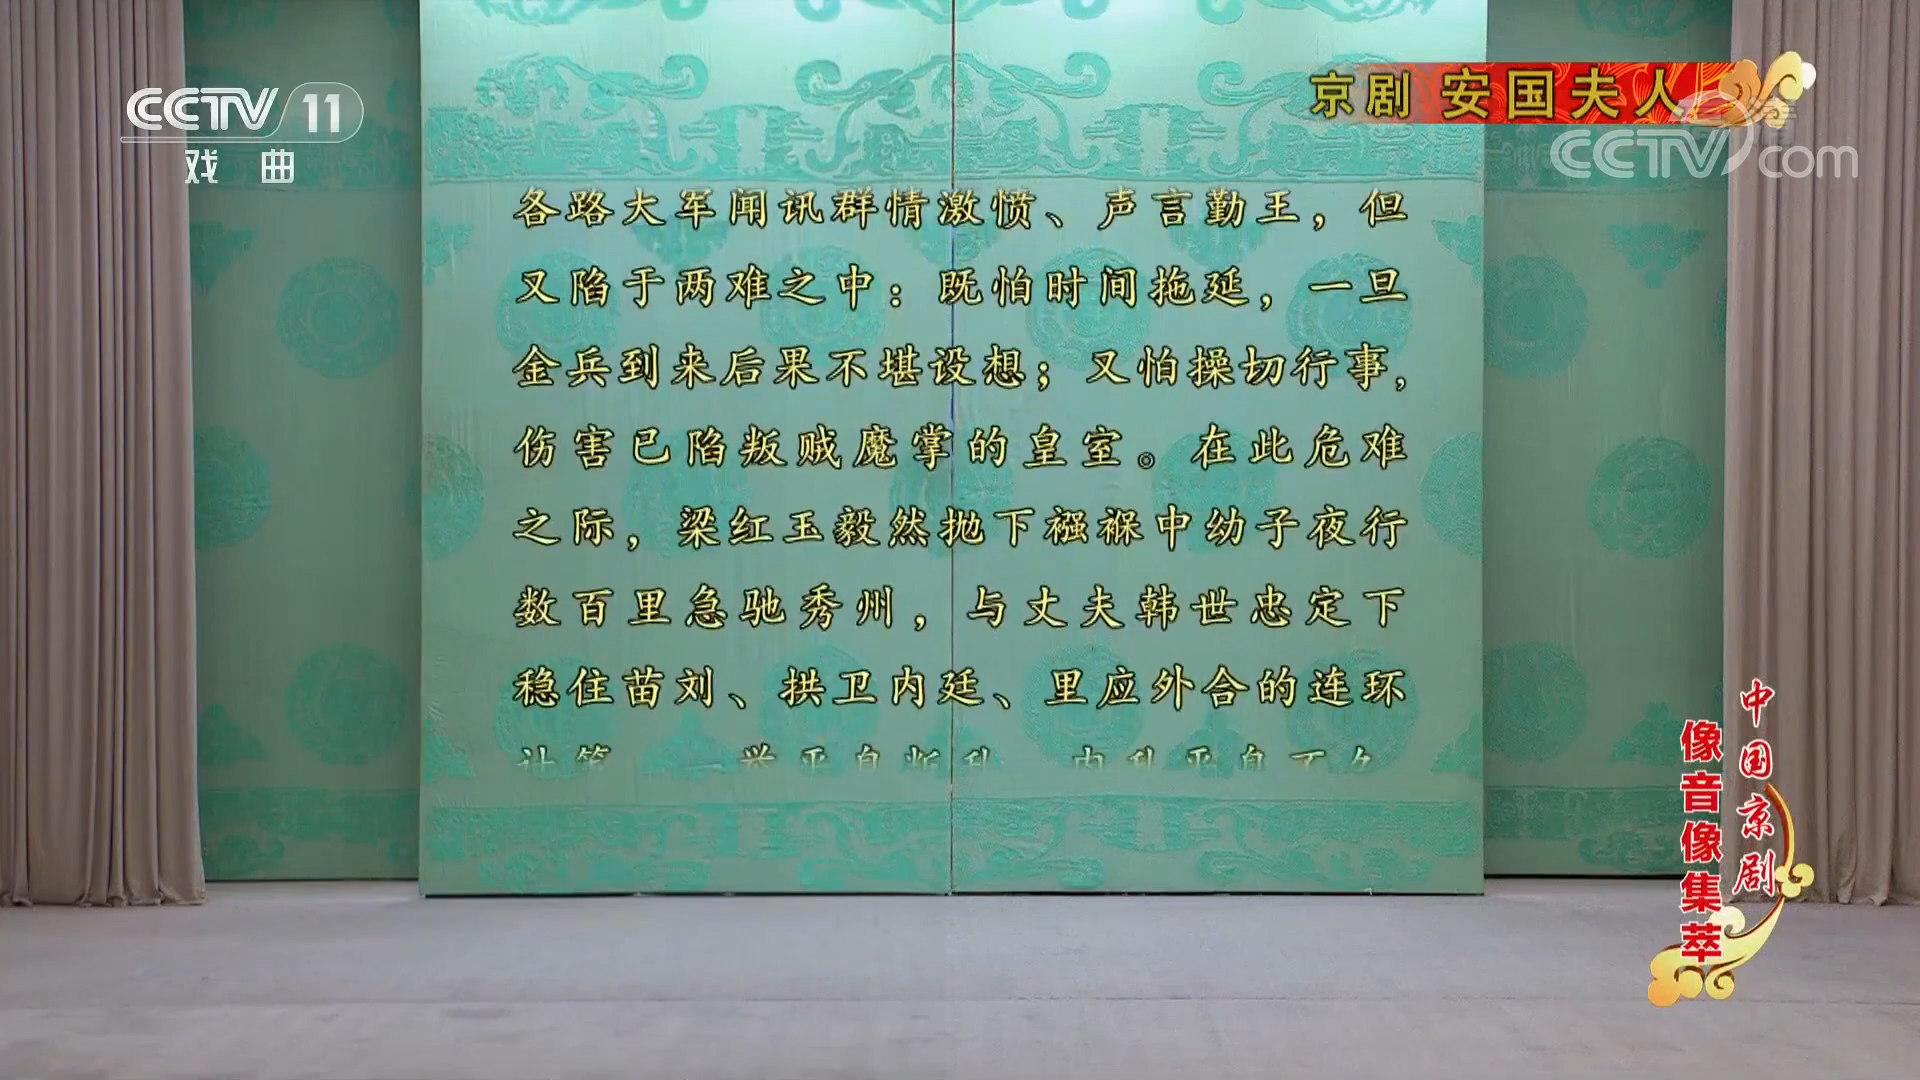 CCTV 11
戏曲
京剧 安国夫人
CCTV com
各路大军闻讯群情激愤、声言勤王，但
又陷于两难之中：既怕时间拖延，一旦
金兵到来后果不堪设想；又怕操切行事，
伤害已陷叛贼魔掌的皇室。在此危难
之际，梁红玉毅然抛下襁褓中幼子夜行
数百里急驰秀州，与丈夫韩世忠定下
稳住苗刘、拱卫内廷、里应外合的连环
中国京剧
像音像集萃